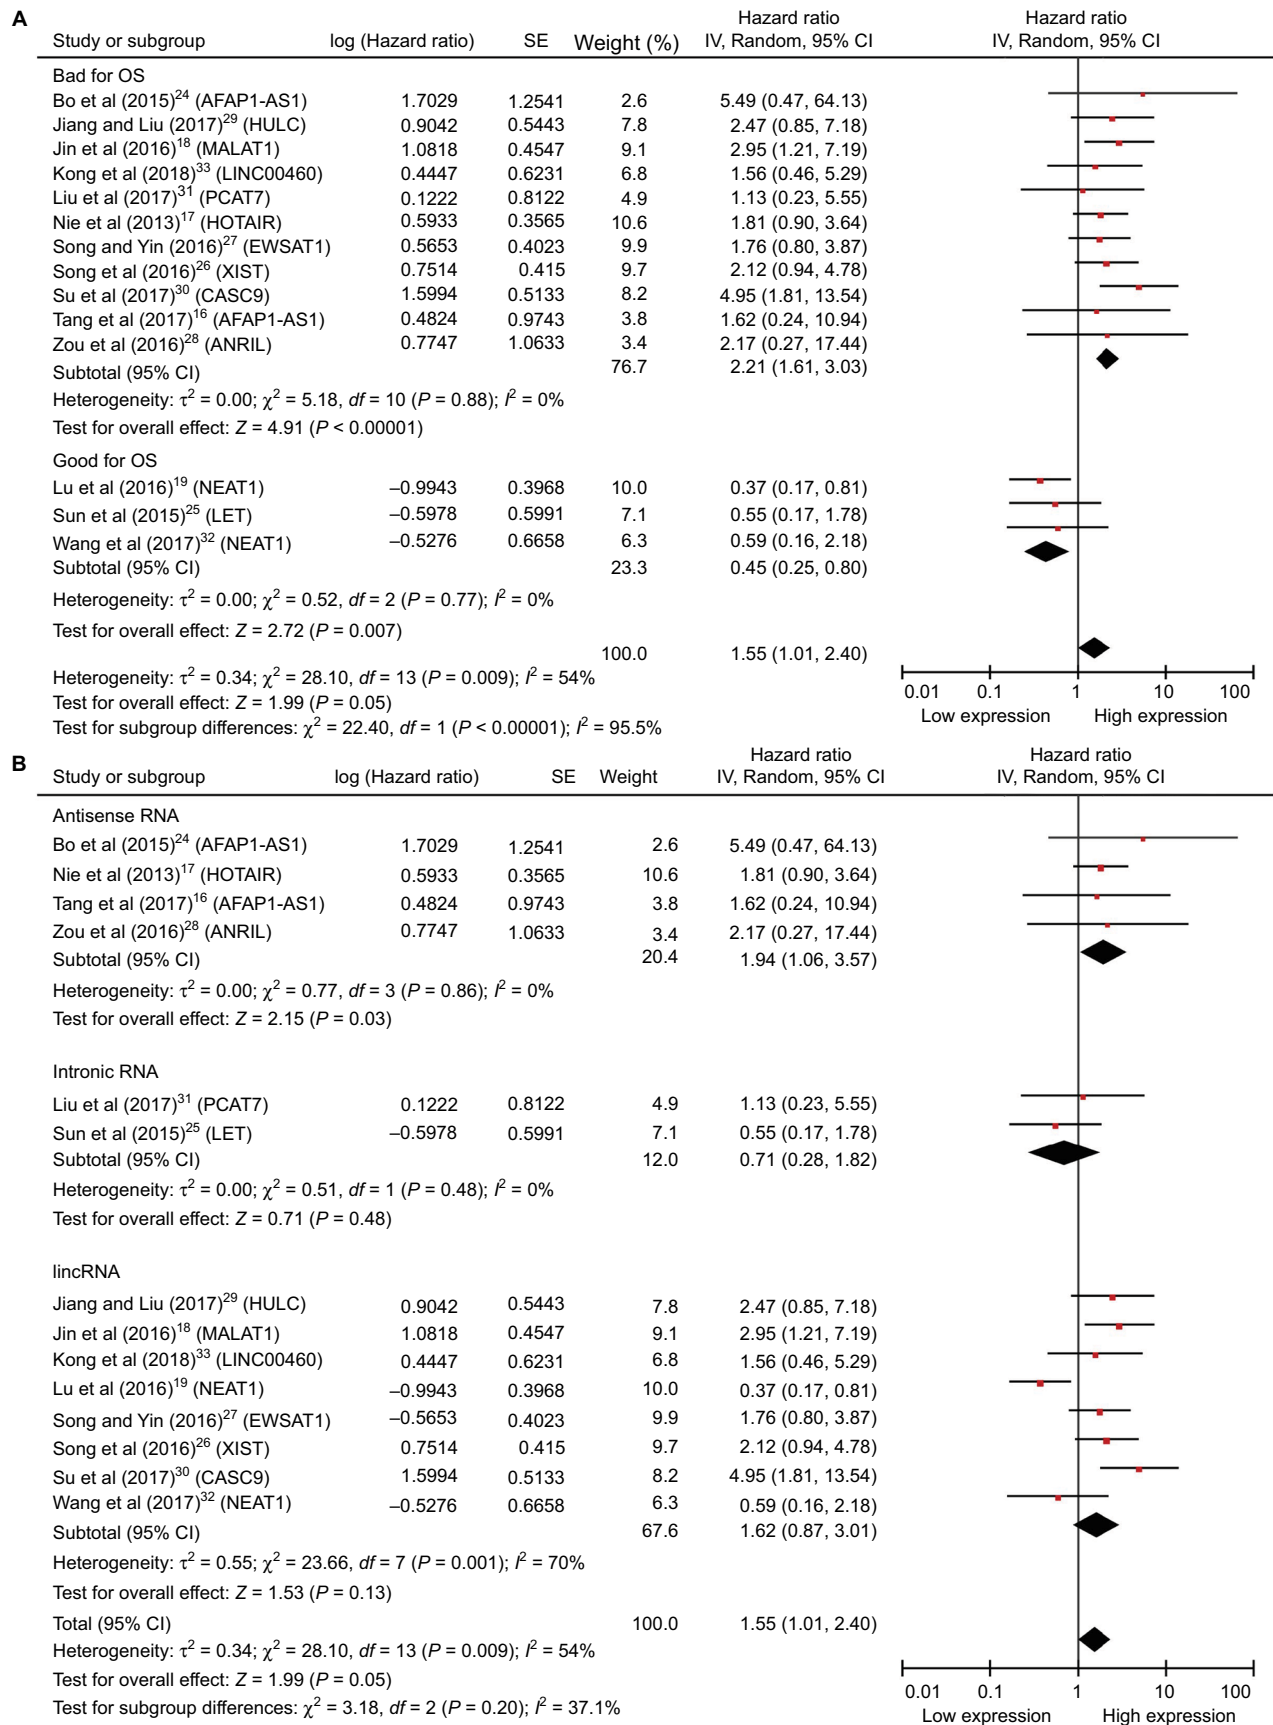 A
Hazard ratio Hazard ratio
Study or subgroup log (Hazard ratio) SE Weight (%) IV, Random, 95% CI IV, Random, 95% CI
Bad for OS
Bo et al (2015)24 (AFAP1-AS1) 1.7029 1.2541 2.6 5.49 (0.47, 64.13)
Jiang and Liu (2017)29 (HULC) 0.9042 0.5443 7.8 2.47 (0.85, 7.18)
Jin et al (2016)18 (MALAT1) 1.0818 0.4547 9.1 2.95 (1.21, 7.19)
Kong et al (2018)33 (LINC00460) 0.4447 0.6231 6.8 1.56 (0.46, 5.29)
Liu et al (2017)31 (PCAT7) 0.1222 0.8122 4.9 1.13 (0.23, 5.55)
Nie et al (2013)17 (HOTAIR) 0.5933 0.3565 10.6 1.81 (0.90, 3.64)
Song and Yin (2016)27 (EWSAT1) 0.5653 0.4023 9.9 1.76 (0.80, 3.87)
Song et al (2016)26 (XIST) 0.7514 0.415 9.7 2.12 (0.94, 4.78)
Su et al (2017)30 (CASC9) 1.5994 0.5133 8.2 4.95 (1.81, 13.54)
Tang et al (2017)16 (AFAP1-AS1) 0.4824 0.9743 3.8 1.62 (0.24, 10.94)
Zou et al (2016)28 (ANRIL) 0.7747 1.0633 3.4 2.17 (0.27, 17.44)
Subtotal (95% CI) 76.7 2.21 (1.61, 3.03)
Heterogeneity: τ2 = 0.00; χ2 = 5.18, df = 10 (P = 0.88); I2 = 0%
Test for overall effect: Z = 4.91 (P < 0.00001)
Good for OS
Lu et al (2016)19 (NEAT1) –0.9943 0.3968 10.0 0.37 (0.17, 0.81)
Sun et al (2015)25 (LET) –0.5978 0.5991 7.1 0.55 (0.17, 1.78)
Wang et al (2017)32 (NEAT1) –0.5276 0.6658 6.3 0.59 (0.16, 2.18)
Subtotal (95% CI) 23.3 0.45 (0.25, 0.80)
Heterogeneity: τ2 = 0.00; χ2 = 0.52, df = 2 (P = 0.77); I2 = 0%
Test for overall effect: Z = 2.72 (P = 0.007)
100.0 1.55 (1.01, 2.40)
Heterogeneity: τ2 = 0.34; χ2 = 28.10, df = 13 (P = 0.009); I2 = 54%
Test for overall effect: Z = 1.99 (P = 0.05)
Test for subgroup differences: χ2 = 22.40, df = 1 (P < 0.00001); I2 = 95.5%
0.01 0.1 1 10 100
Low expression High expression
B
Hazard ratio Hazard ratio
Study or subgroup log (Hazard ratio) SE Weight IV, Random, 95% CI IV, Random, 95% CI
Antisense RNA
Bo et al (2015)24 (AFAP1-AS1) 1.7029 1.2541 2.6 5.49 (0.47, 64.13)
Nie et al (2013)17 (HOTAIR) 0.5933 0.3565 10.6 1.81 (0.90, 3.64)
Tang et al (2017)16 (AFAP1-AS1) 0.4824 0.9743 3.8 1.62 (0.24, 10.94)
Zou et al (2016)28 (ANRIL) 0.7747 1.0633 3.4 2.17 (0.27, 17.44)
Subtotal (95% CI) 20.4 1.94 (1.06, 3.57)
Heterogeneity: τ2 = 0.00; χ2 = 0.77, df = 3 (P = 0.86); I2 = 0%
Test for overall effect: Z = 2.15 (P = 0.03)
Intronic RNA
Liu et al (2017)31 (PCAT7) 0.1222 0.8122 4.9 1.13 (0.23, 5.55)
Sun et al (2015)25 (LET) –0.5978 0.5991 7.1 0.55 (0.17, 1.78)
Subtotal (95% CI) 12.0 0.71 (0.28, 1.82)
Heterogeneity: τ2 = 0.00; χ2 = 0.51, df = 1 (P = 0.48); I2 = 0%
Test for overall effect: Z = 0.71 (P = 0.48)
lincRNA
Jiang and Liu (2017)29 (HULC) 0.9042 0.5443 7.8 2.47 (0.85, 7.18)
Jin et al (2016)18 (MALAT1) 1.0818 0.4547 9.1 2.95 (1.21, 7.19)
Kong et al (2018)33 (LINC00460) 0.4447 0.6231 6.8 1.56 (0.46, 5.29)
Lu et al (2016)19 (NEAT1) –0.9943 0.3968 10.0 0.37 (0.17, 0.81)
Song and Yin (2016)27 (EWSAT1) –0.5653 0.4023 9.9 1.76 (0.80, 3.87)
Song et al (2016)26 (XIST) 0.7514 0.415 9.7 2.12 (0.94, 4.78)
Su et al (2017)30 (CASC9) 1.5994 0.5133 8.2 4.95 (1.81, 13.54)
Wang et al (2017)32 (NEAT1) –0.5276 0.6658 6.3 0.59 (0.16, 2.18)
Subtotal (95% CI) 67.6 1.62 (0.87, 3.01)
Heterogeneity: τ2 = 0.55; χ2 = 23.66, df = 7 (P = 0.001); I2 = 70%
Test for overall effect: Z = 1.53 (P = 0.13)
Total (95% CI) 100.0 1.55 (1.01, 2.40)
Heterogeneity: τ2 = 0.34; χ2 = 28.10, df = 13 (P = 0.009); I2 = 54%
Test for overall effect: Z = 1.99 (P = 0.05)
Test for subgroup differences: χ2 = 3.18, df = 2 (P = 0.20); I2 = 37.1%
0.01 0.1 1 10 100
Low expression High expression